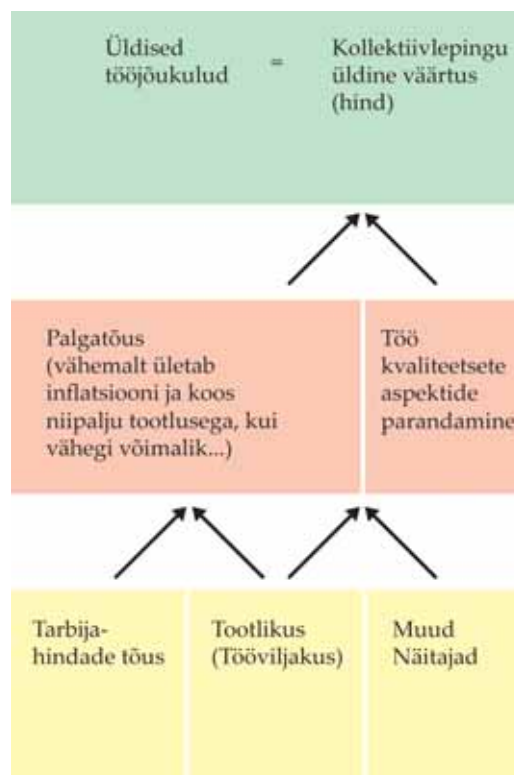 Üldised
tööjõukulud
=
Kollektiivlepingu
üldine väärtus
(hind)
Palgatõus
(vähemalt ületab
inflatsiooni ja koos
niipalju tootlusega, kui
vähegi võimalik...)
Töö
kvaliteetsete
aspektide
parandamine
Tarbija-
hindade tõus
Tootlikus
(Tööviljakus)
Muud
Näitajad